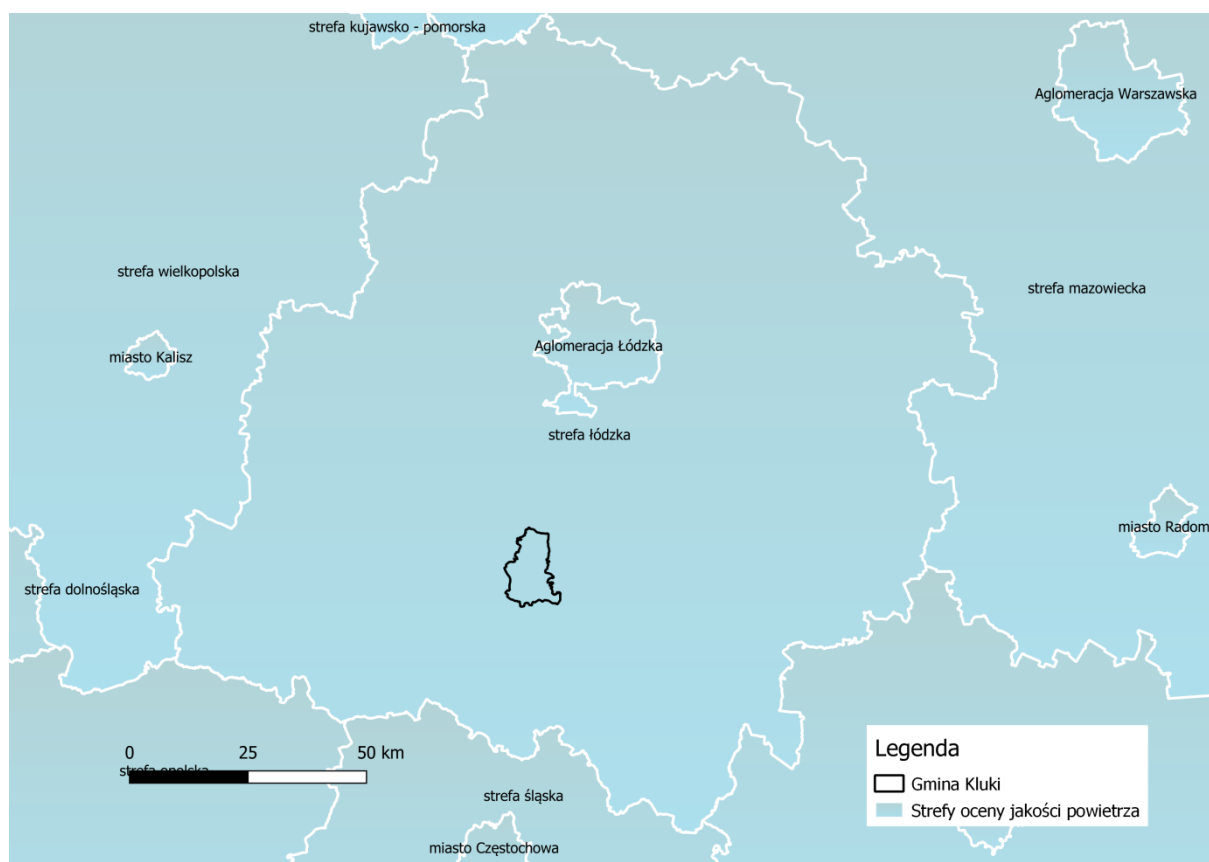 strefa kujawsko - pomorska
Aglomeracja Warszawska
strefa wielkopolska
strefa mazowiecka
Aglomeracja Łódzka
miasto Kalisz
strefa łódzka
miasto Radom
strefa dolnośląska
0 25 50 km
strefa opolska
strefa śląska
miasto Częstochowa
Legenda
Gmina Kluki
Strefy oceny jakości powietrza